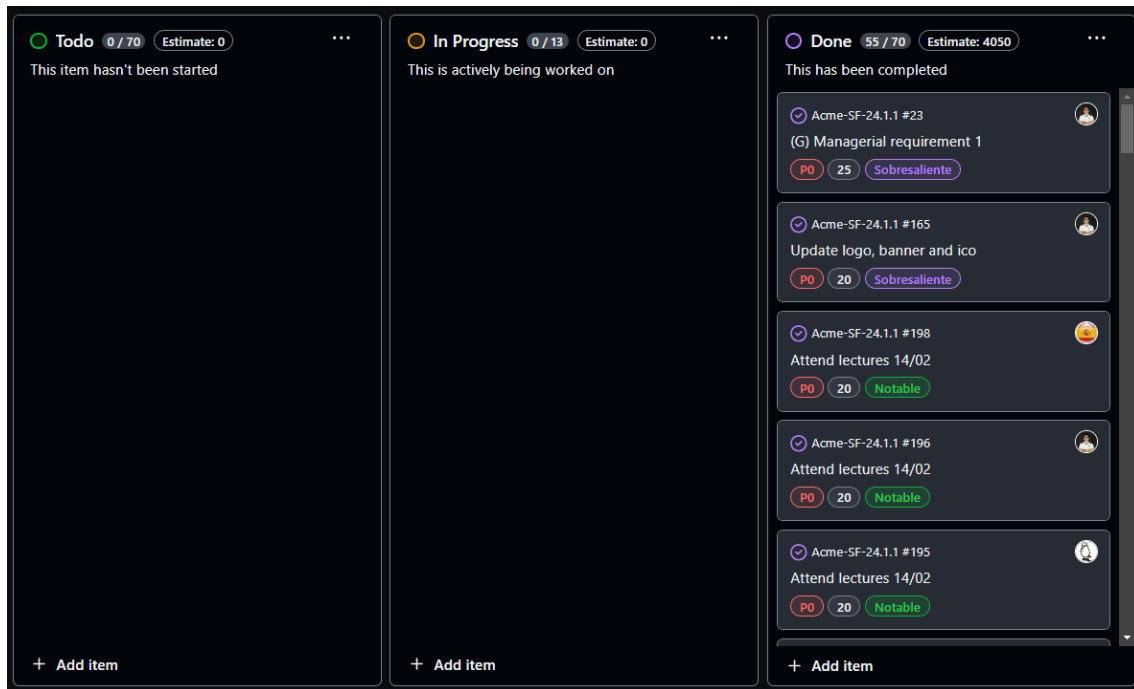 Todo 0 / 70 Estimate: 0 ...
This item hasn't been started
+ Add item
In Progress 0 / 13 Estimate: 0 ...
This is actively being worked on
+ Add item
Done 55 / 70 Estimate: 4050 ...
This has been completed
Acme-SF-24.1.1 #23
(G) Managerial requirement 1
P0 25 Sobresaliente
Acme-SF-24.1.1 #165
Update logo, banner and ico
P0 20 Sobresaliente
Acme-SF-24.1.1 #198
Attend lectures 14/02
P0 20 Notable
Acme-SF-24.1.1 #196
Attend lectures 14/02
P0 20 Notable
Acme-SF-24.1.1 #195
Attend lectures 14/02
P0 20 Notable
+ Add item